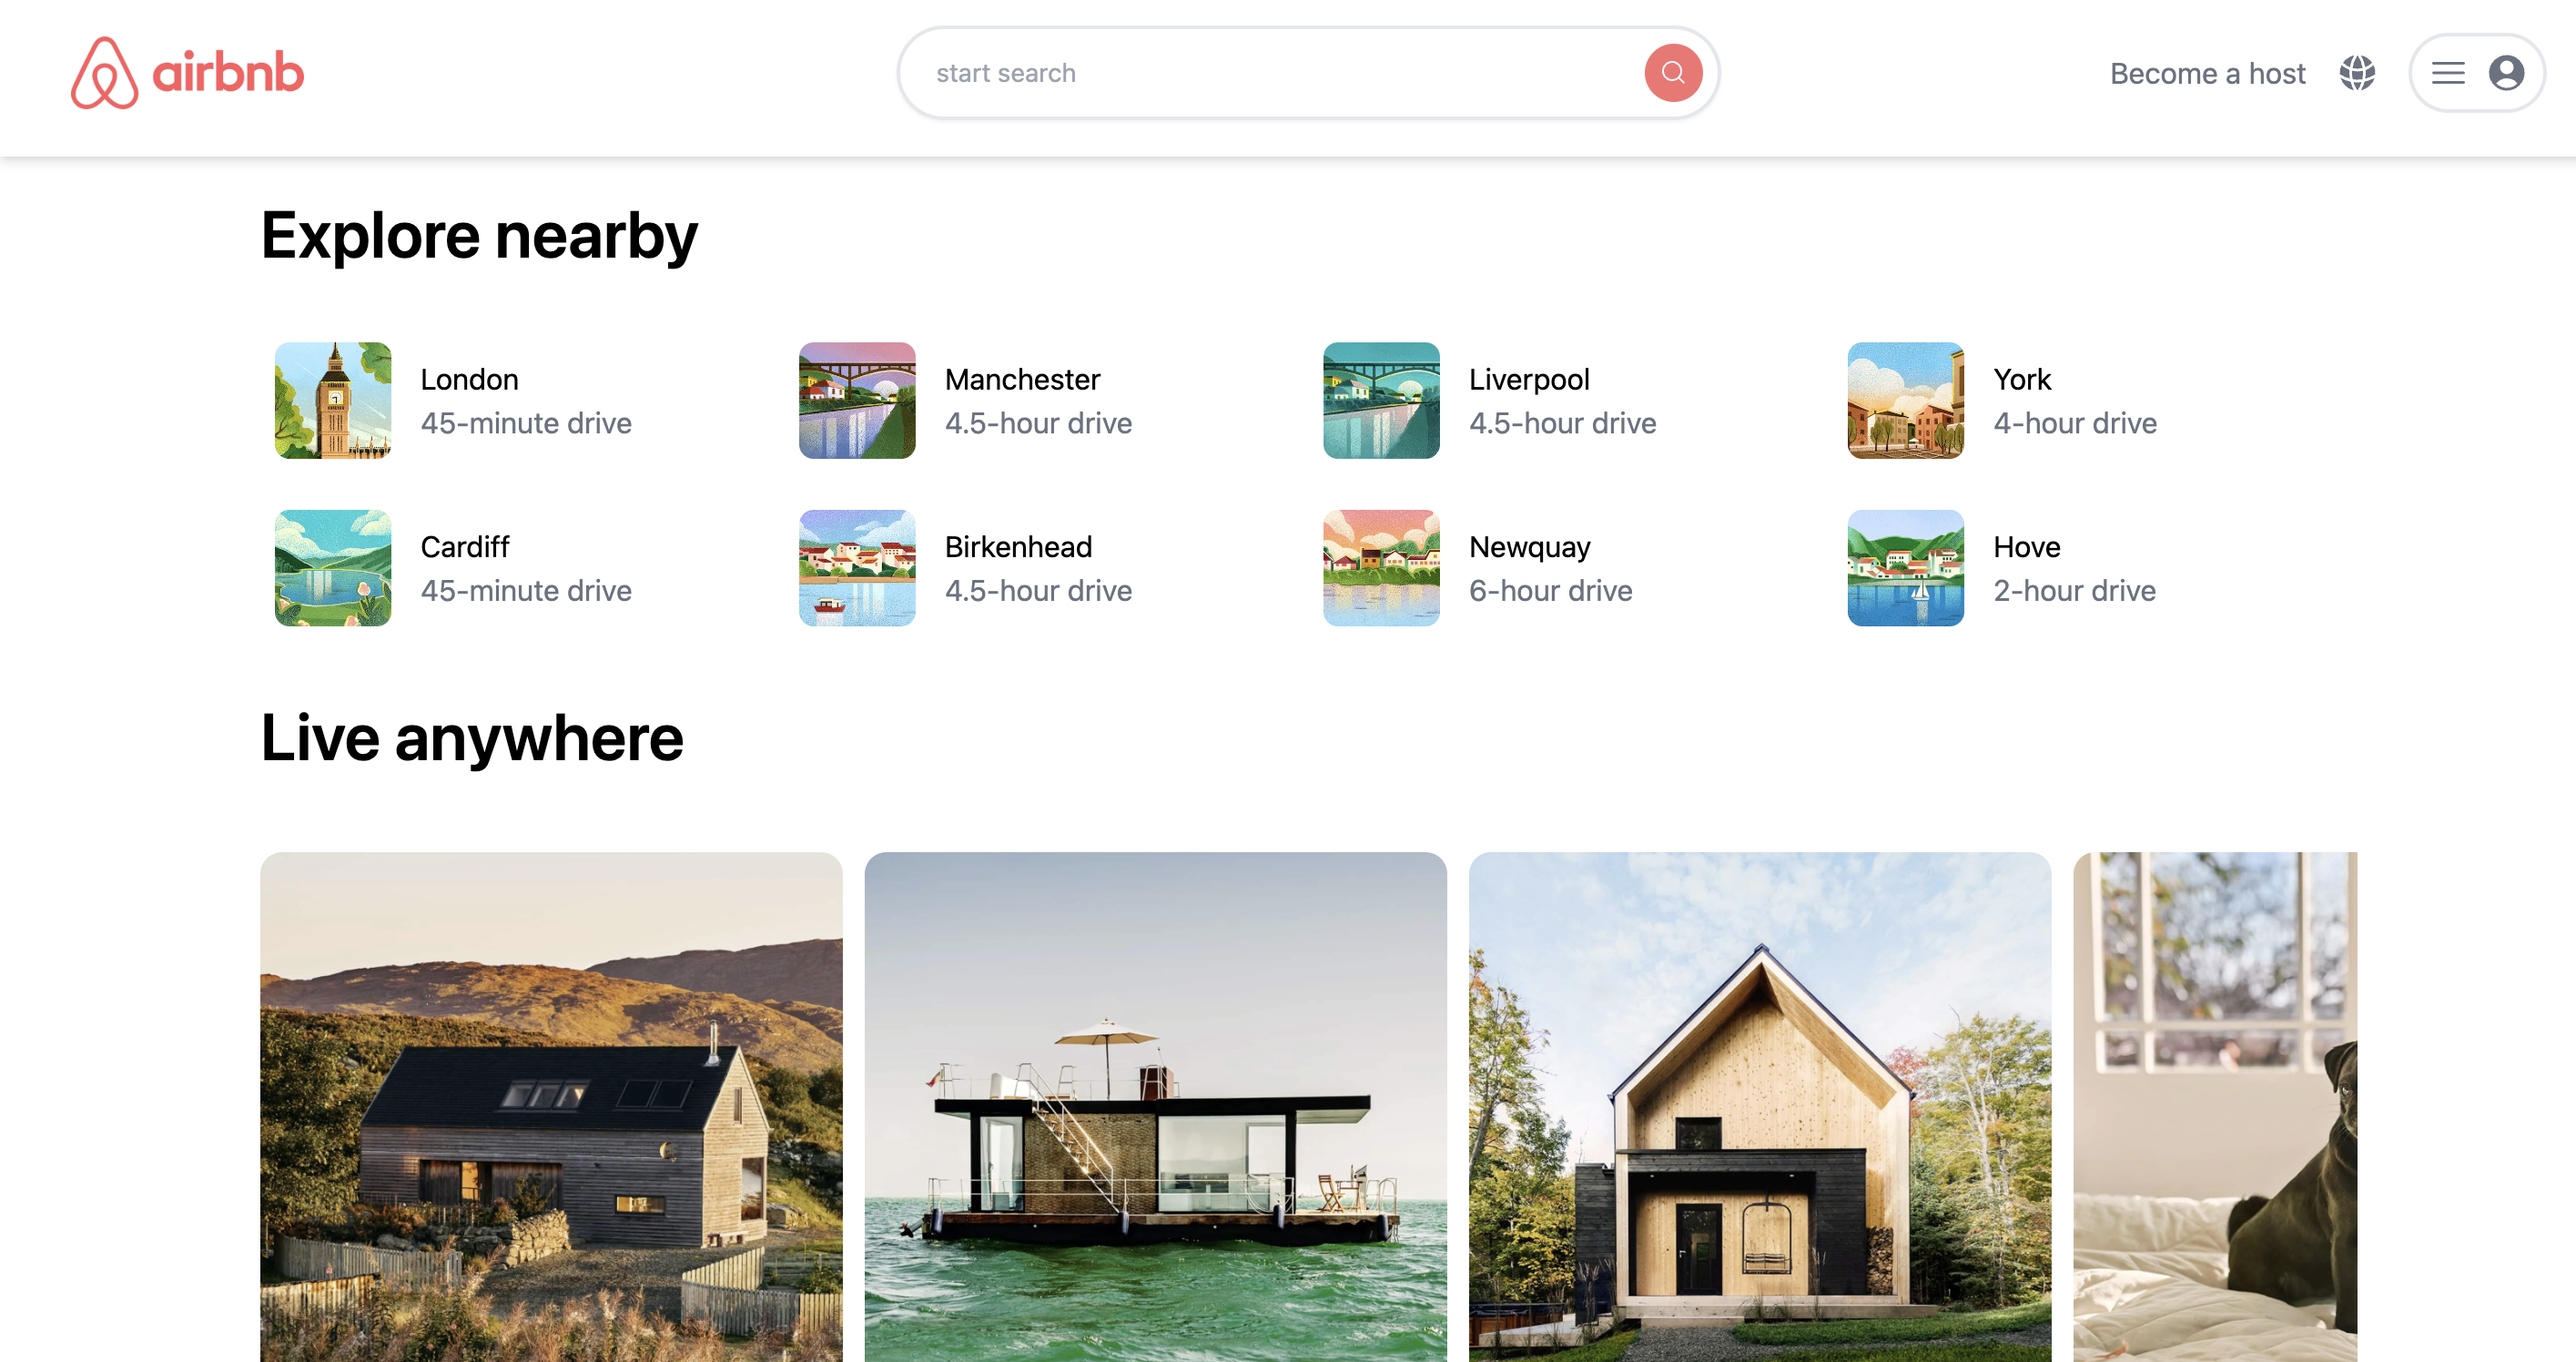 airbnb
start search
Become a host
Explore nearby
London
45-minute drive
Manchester
4.5-hour drive
Liverpool
4.5-hour drive
York
4-hour drive
Cardiff
45-minute drive
Birkenhead
4.5-hour drive
Newquay
6-hour drive
Hove
2-hour drive
Live anywhere